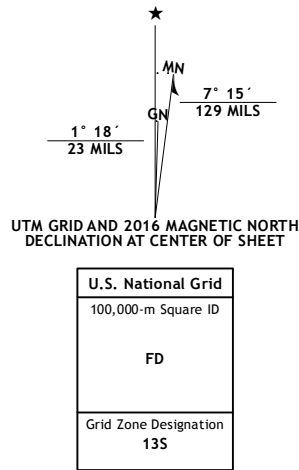 ★
MN
GN
7° 15´
129 MILS
1° 18´
23 MILS
UTM GRID AND 2016 MAGNETIC NORTH
DECLINATION AT CENTER OF SHEET
U.S. National Grid
100,000-m Square ID
FD
Grid Zone Designation
13S